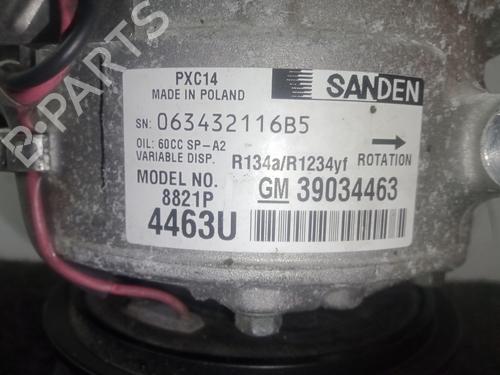 PXC14
MADE IN POLAND
SANDEN
SN: 063432116B5
OIL: 60CC SP-A2
VARIABLE DISP.
R134a/R1234yf
ROTATION
MODEL NO.
8821P
GM 39034463
4463U
B-PARTS